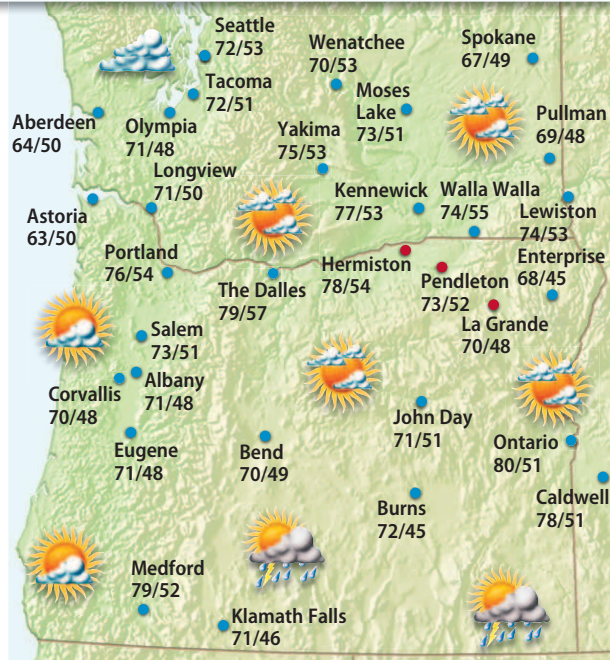 Seattle
72/53
Wenatchee
70/53
Spokane
67/49
Tacoma
72/51
Moses
Lake
73/51
Aberdeen
64/50
Olympia
71/48
Yakima
75/53
Pullman
69/48
Longview
71/50
Kennewick
77/53
Walla Walla
74/55
Lewiston
74/53
Astoria
63/50
Portland
76/54
The Dalles
79/57
Hermiston
78/54
Pendleton
73/52
Enterprise
68/45
La Grande
70/48
Salem
73/51
Corvallis
70/48
Albany
71/48
John Day
71/51
Eugene
71/48
Bend
70/49
Ontario
80/51
Burns
72/45
Caldwell
78/51
Medford
79/52
Klamath Falls
71/46